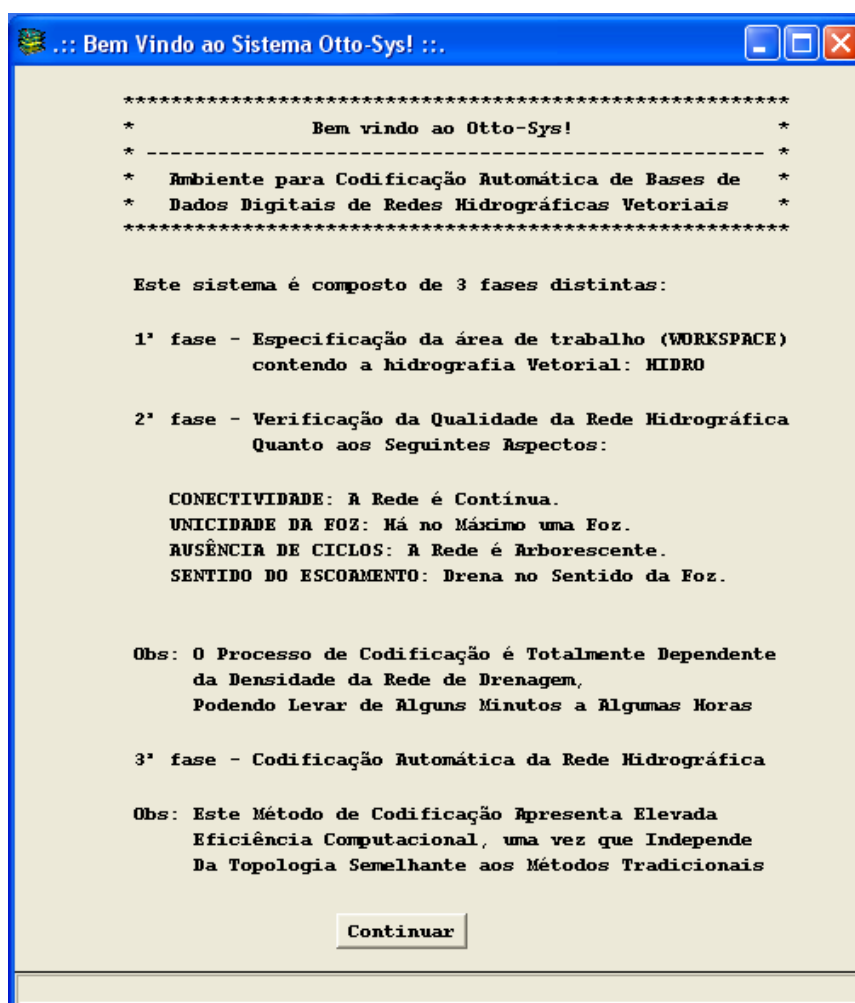 .:: Bem Vindo ao Sistema Otto-Sys! ::.
********************************************************
* Bem vindo ao Otto-Sys! *
* ---------------------------------------------------- *
* Ambiente para Codificação Automática de Bases de *
* Dados Digitais de Redes Hidrográficas Vetoriais *
********************************************************
Este sistema é composto de 3 fases distintas:
1ª fase - Especificação da área de trabalho (WORKSPACE)
contendo a hidrografia Vetorial: HIDRO
2ª fase - Verificação da Qualidade da Rede Hidrográfica
Quanto aos Seguintes Aspectos:
CONECTIVIDADE: A Rede é Contínua.
UNICIDADE DA FOZ: Há no Máximo uma Foz.
AUSÊNCIA DE CICLOS: A Rede é Arborescente.
SENTIDO DO ESCOAMENTO: Drena no Sentido da Foz.
Obs: O Processo de Codificação é Totalmente Dependente
da Densidade da Rede de Drenagem,
Podendo Levar de Alguns Minutos a Algumas Horas
3ª fase - Codificação Automática da Rede Hidrográfica
Obs: Este Método de Codificação Apresenta Elevada
Eficiência Computacional, uma vez que Independe
Da Topologia Semelhante aos Métodos Tradicionais
Continuar